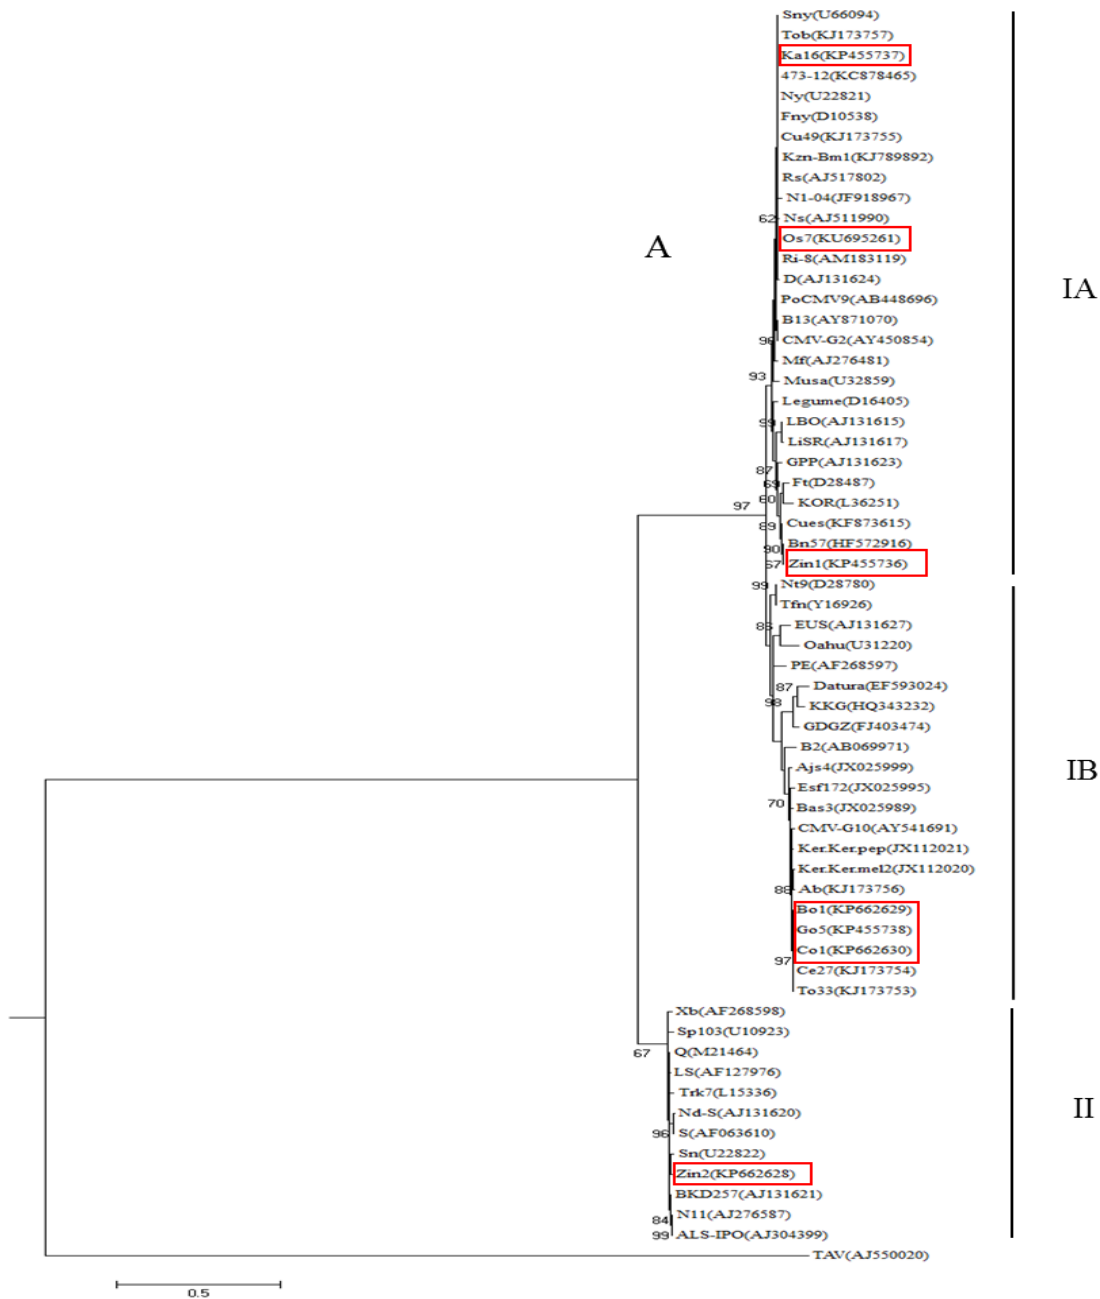 Sny(U66094)
Tob(KJ173757)
Ka16(KP455737)
473-12(KC878465)
Ny(U22821)
Fny(D10538)
Cu49(KJ173755)
Kzn-Bm1(KJ789892)
Rs(AJ517802)
N1-04(JF918967)
62
Ns(AJ511990)
Os7(KU695261)
A
Ri-8(AM183119)
D(AJ131624)
IA
PoCMV9(AB448696)
B13(AY871070)
CMV-G2(AY450854)
Mf(AJ276481)
93
Musa(U32859)
Legume(D16405)
LBO(AJ131615)
LiSR(AJ131617)
GPP(AJ131623)
87
Ft(D28487)
69
KOR(L36251)
60
97
Cues(KF873615)
89
Bn57(HF572916)
90
Zin1(KP455736)
67
Nt9(D28780)
99
Tfn(Y16926)
EUS(AJ131627)
Oahu(U31220)
PE(AF268597)
Datura(EF593024)
87
KKG(HQ343232)
98
GDGZ(FJ403474)
B2(AB069971)
Ajs4(JX025999)
IB
Esf172(JX025995)
Bas3(JX025989)
70
CMV-G10(AY541691)
Ker.Ker.pep(JX112021)
Ker.Ker.mel2(JX112020)
Ab(KJ173756)
88
Bo1(KP662629)
Go5(KP455738)
Co1(KP662630)
97
Ce27(KJ173754)
To33(KJ173753)
Xb(AF268598)
Sp103(U10923)
67
Q(M21464)
LS(AF127976)
Trk7(L15336)
Nd-S(AJ131620)
II
96
S(AF063610)
Sn(U22822)
Zin2(KP662628)
BKD257(AJ131621)
N11(AJ276587)
84
99
ALS-IPO(AJ304399)
TAV(AJ550020)
0.5